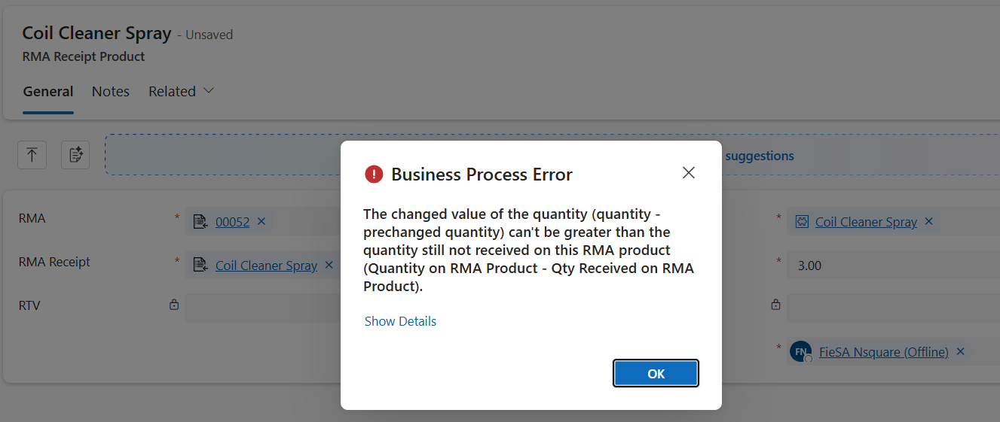 Coil Cleaner Spray - Unsaved
RMA Receipt Product
General Notes Related
suggestions
Business Process Error
The changed value of the quantity (quantity -
prechanged quantity) can't be greater than the
quantity still not received on this RMA product
(Quantity on RMA Product - Qty Received on RMA
Product).
Show Details
OK
RMA * 00052 * Coil Cleaner Spray
RMA Receipt * Coil Cleaner Spray * 3.00
RTV
* FN FieSA Nsquare (Offline)